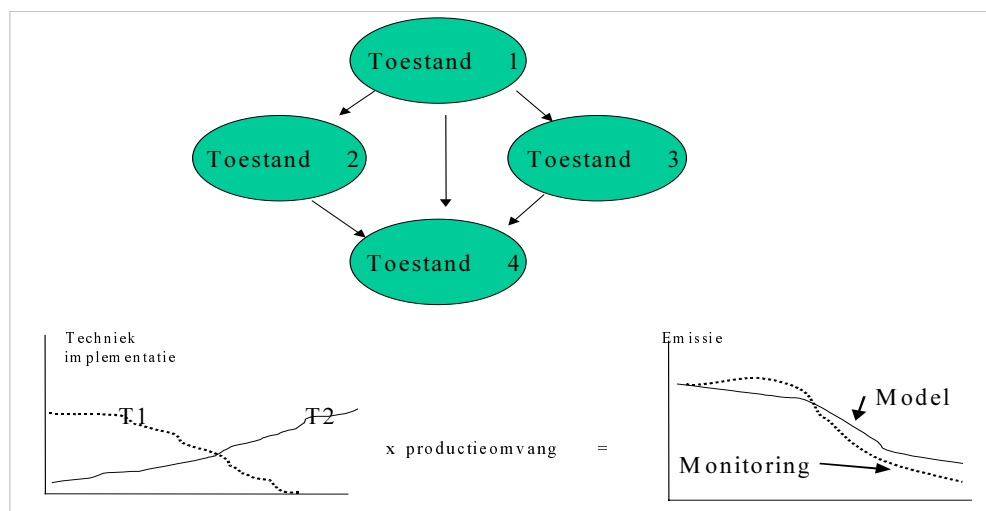 Toestand 1
Toestand 2
Toestand 3
Toestand 4
Techniek
implementatie
T1
T2
x productieomvang =
Emissie
Model
Monitoring